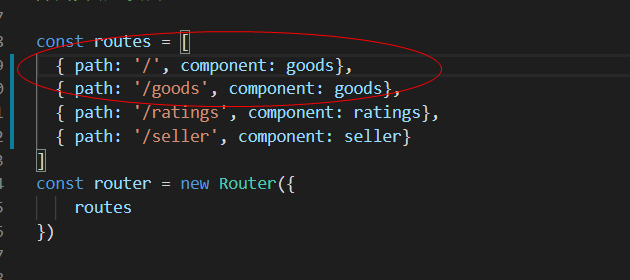 const routes = [
{ path: '/', component: goods},
{ path: '/goods', component: goods},
{ path: '/ratings', component: ratings},
{ path: '/seller', component: seller}
]
const router = new Router({
routes
})